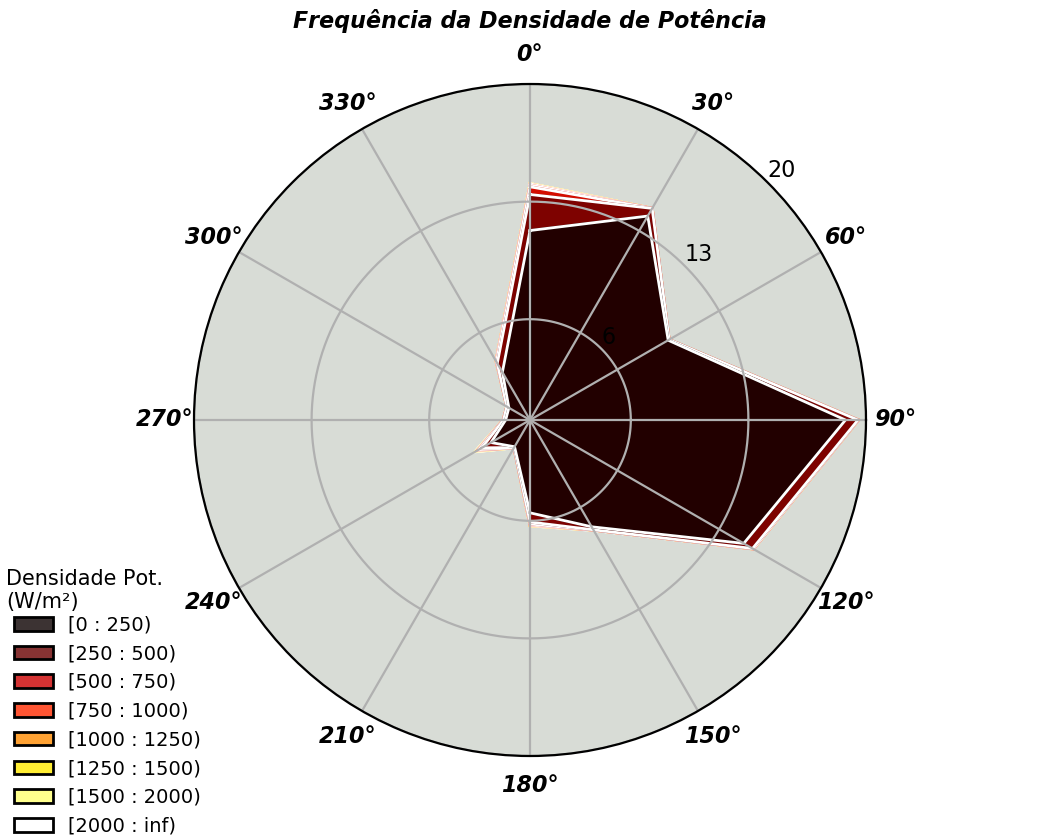 Frequência da Densidade de Potência
0°
330°
30°
20
300°
60°
13
6
270°
90°
Densidade Pot.
(W/m²)
240°
120°
[0 : 250)
[250 : 500)
[500 : 750)
[750 : 1000)
210°
150°
[1000 : 1250)
[1250 : 1500)
180°
[1500 : 2000)
[2000 : inf)